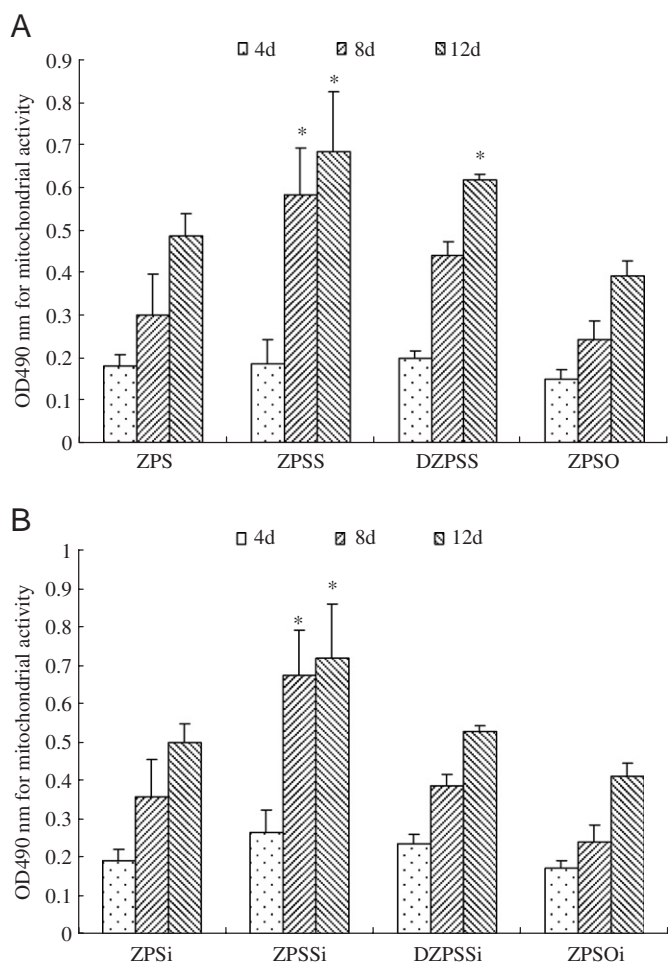 A
4d 8d 12d
0.9
0.8
0.7
0.6
0.5
0.4
0.3
0.2
0.1
0
OD490 nm for mitochondrial activity
* * *
ZPS ZPSS DZPSS ZPSO
B
4d 8d 12d
1
0.9
0.8
0.7
0.6
0.5
0.4
0.3
0.2
0.1
0
OD490 nm for mitochondrial activity
* *
ZPSi ZPSSi DZPSSi ZPSOi